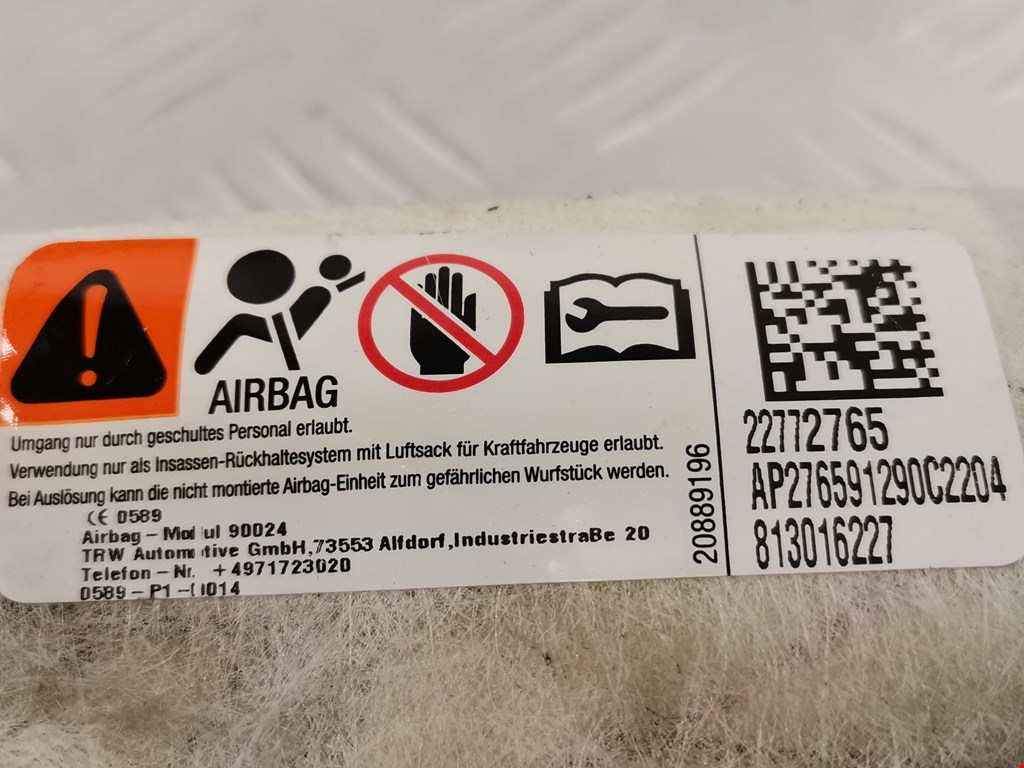 AIRBAG
Umgang nur durch geschultes Personal erlaubt.
Verwendung nur als Insassen-Rückhaltesystem mit Luftsack für Kraftfahrzeuge erlaubt.
Bei Auslösung kann die nicht montierte Airbag-Einheit zum gefährlichen Wurfstück werden.
CE 0589
Airbag - 90024
TRW GmbH,73553 Alfdorf,Industriestraße 20
Telefon - Nr. +4971723020
20889196
22772765
AP276591290C2204
813016227